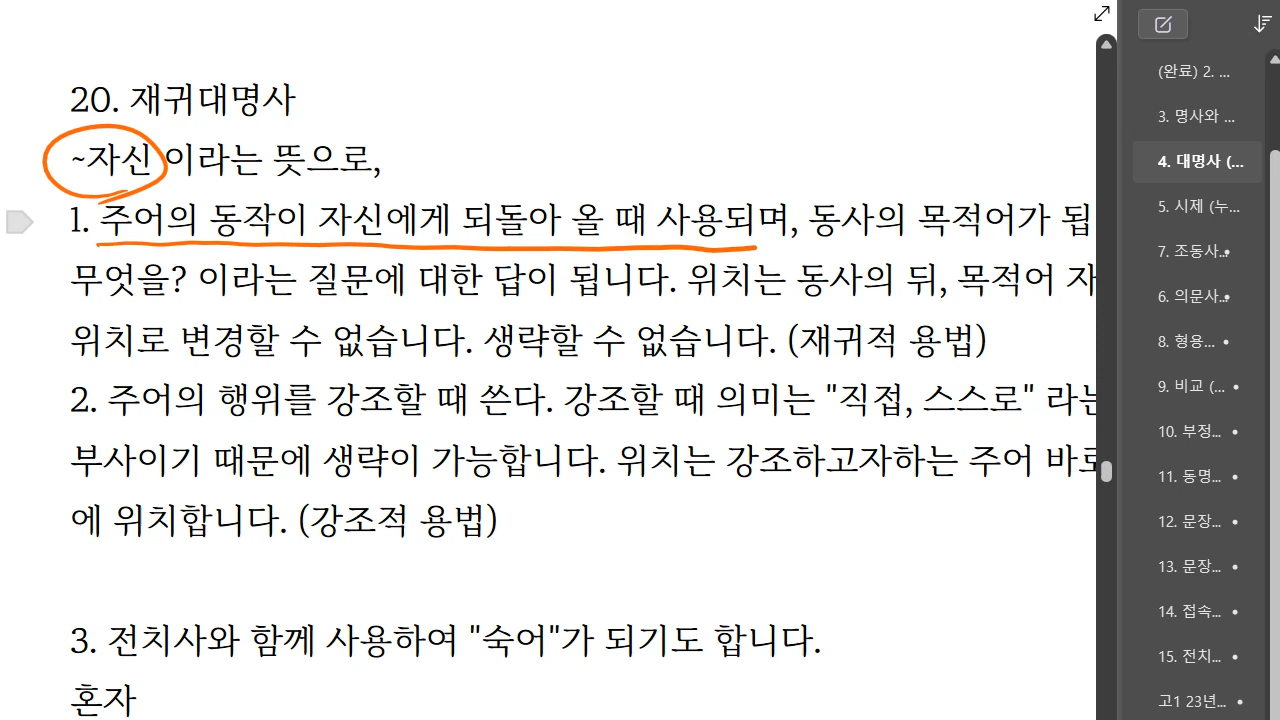 20. 재귀대명사
~자신 이라는 뜻으로,
1. 주어의 동작이 자신에게 되돌아 올 때 사용되며, 동사의 목적어가 됩
무엇을? 이라는 질문에 대한 답이 됩니다. 위치는 동사의 뒤, 목적어 자
위치로 변경할 수 없습니다. 생략할 수 없습니다. (재귀적 용법)
2. 주어의 행위를 강조할 때 쓴다. 강조할 때 의미는 "직접, 스스로" 라는
부사이기 때문에 생략이 가능합니다. 위치는 강조하고자하는 주어 바로
에 위치합니다. (강조적 용법)
3. 전치사와 함께 사용하여 "숙어"가 되기도 합니다.
혼자
(완료) 2. ...
3. 명사와 ...
4. 대명사 (...
5. 시제 (누...
7. 조동사...
6. 의문사...
8. 형용...
9. 비교 (...
10. 부정...
11. 동명...
12. 문장...
13. 문장...
14. 접속...
15. 전치...
고1 23년...